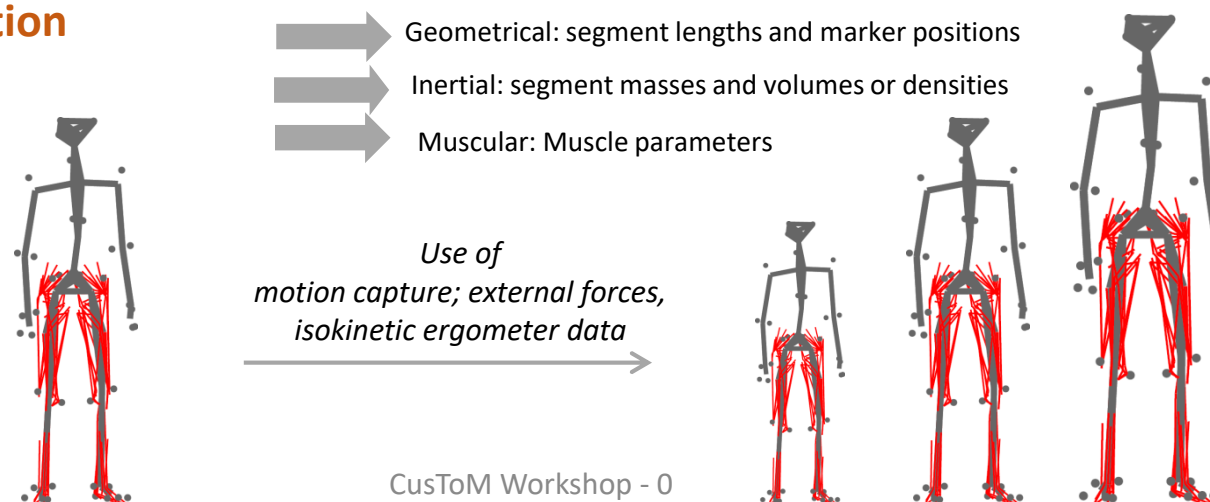 Geometrical: segment lengths and marker positions
Inertial: segment masses and volumes or densities
Muscular: Muscle parameters
Use of
motion capture; external forces,
isokinetic ergometer data
CusToM Workshop - 0